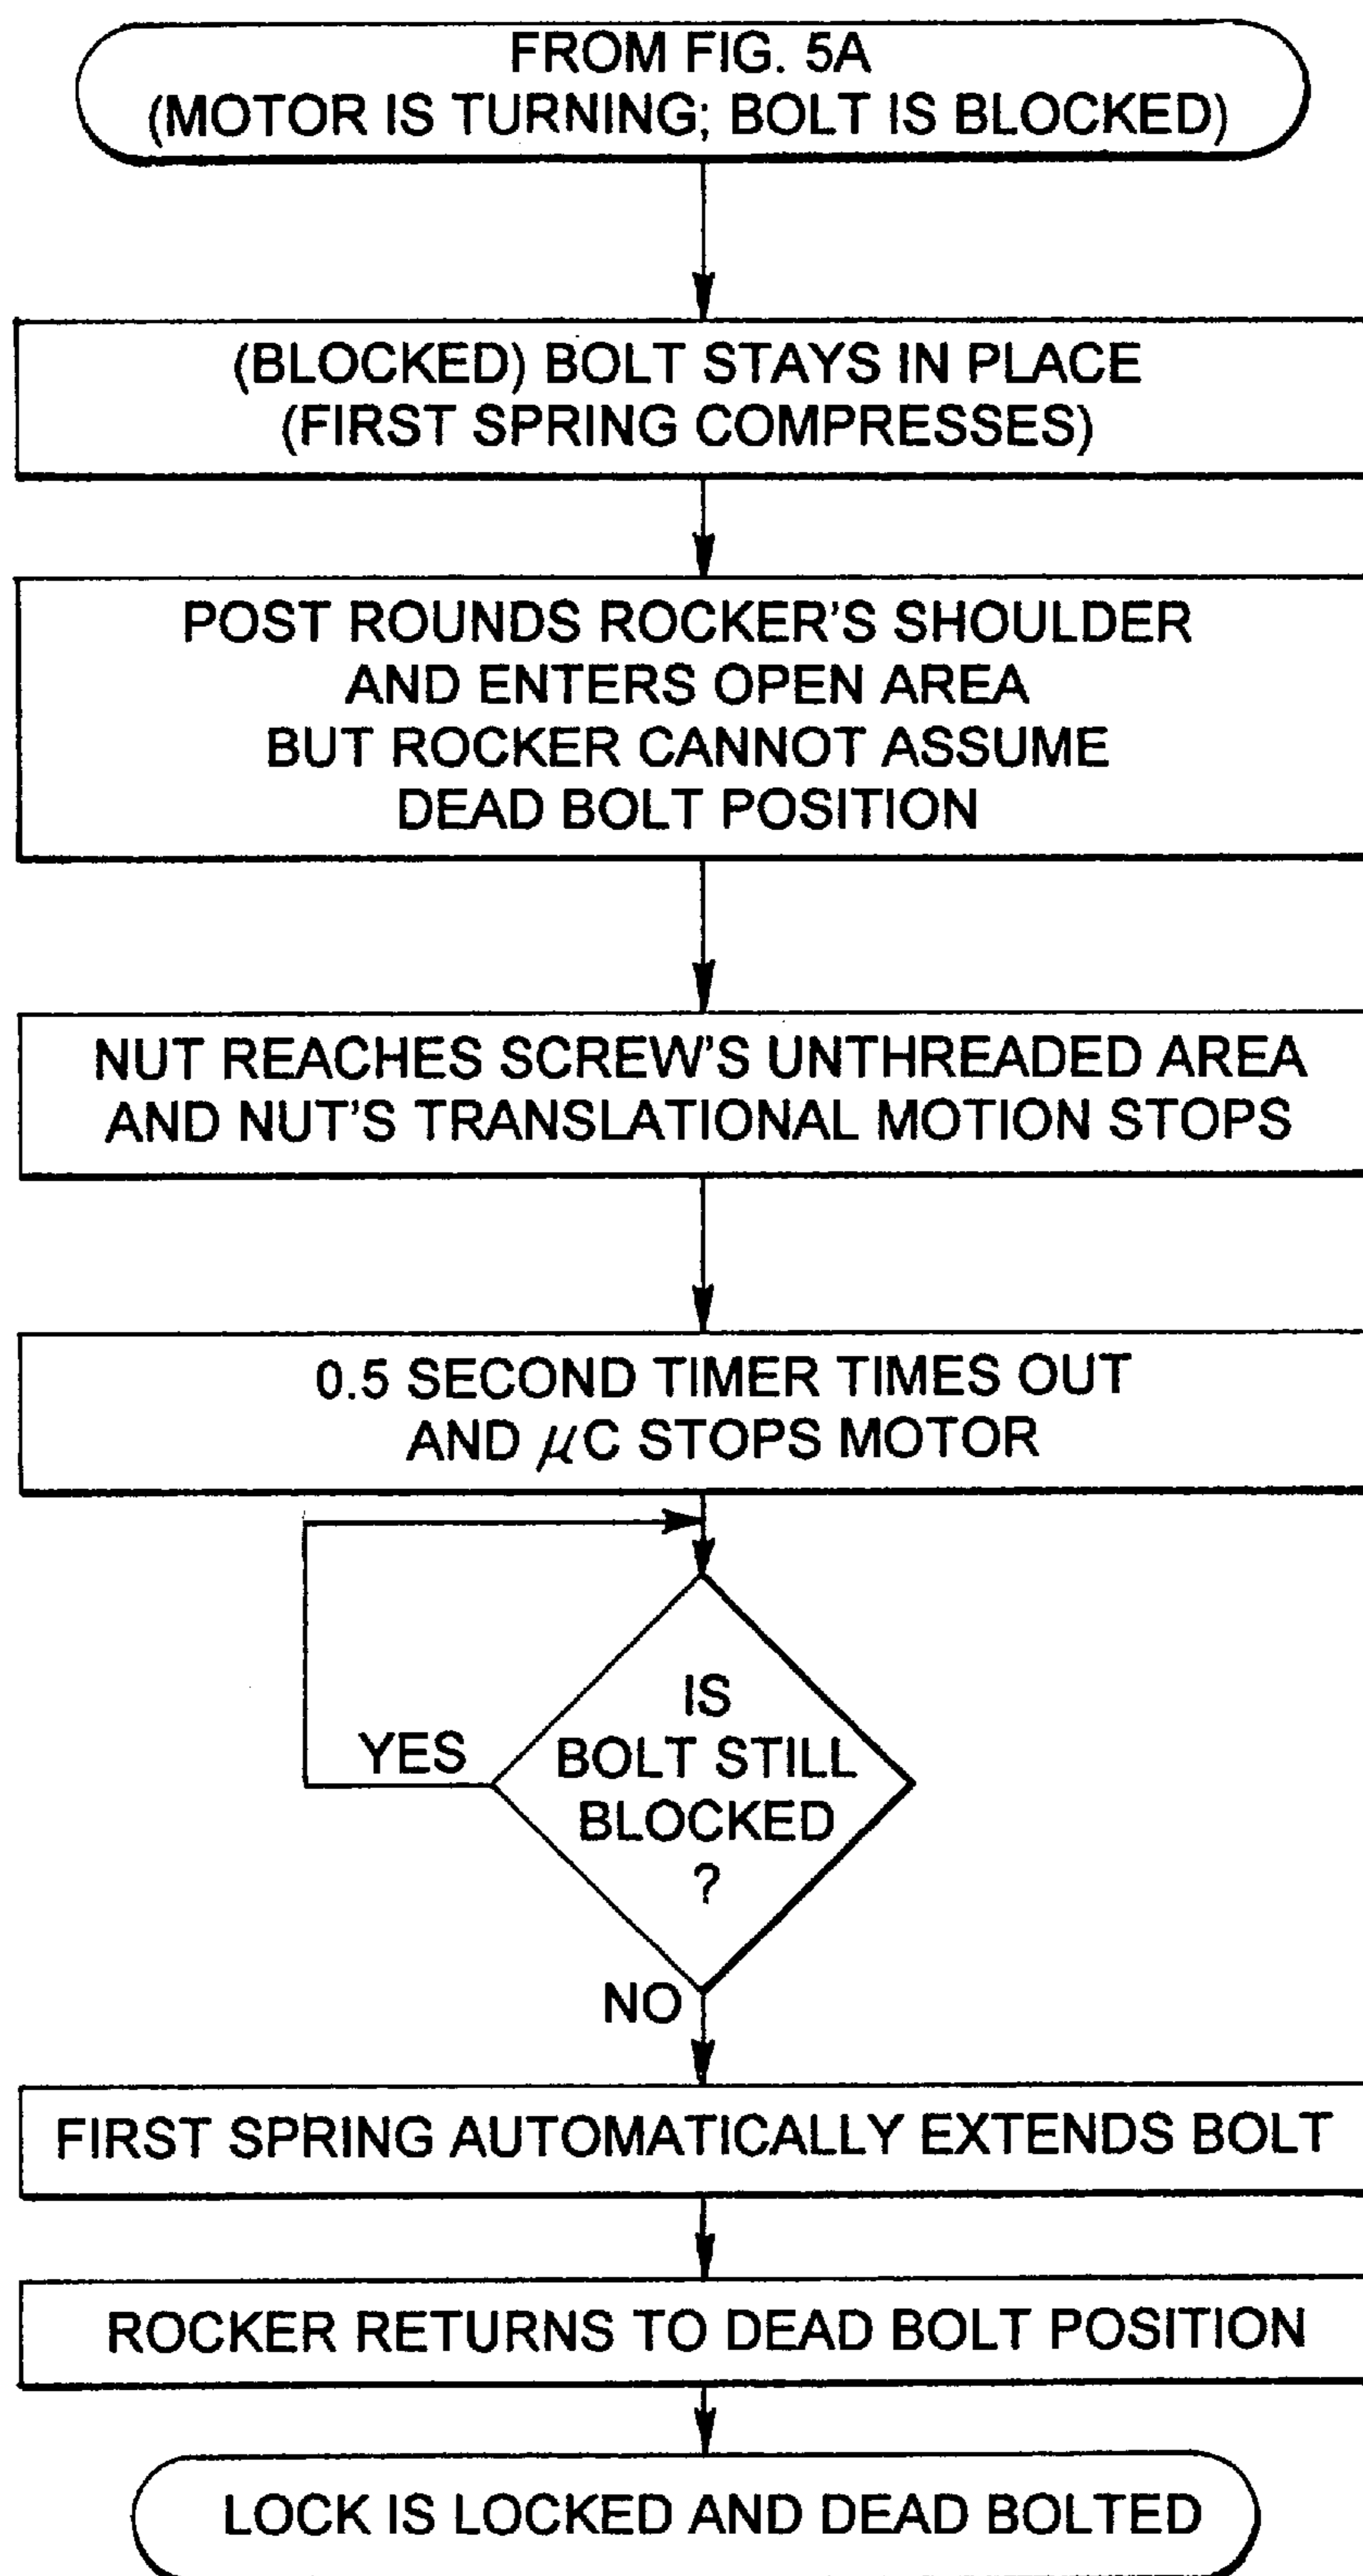 FROM FIG. 5A
(MOTOR IS TURNING; BOLT IS BLOCKED)
(BLOCKED) BOLT STAYS IN PLACE
(FIRST SPRING COMPRESSES)
POST ROUNDS ROCKER'S SHOULDER
AND ENTERS OPEN AREA
BUT ROCKER CANNOT ASSUME
DEAD BOLT POSITION
NUT REACHES SCREW'S UNTHREADED AREA
AND NUT'S TRANSLATIONAL MOTION STOPS
0.5 SECOND TIMER TIMES OUT
AND μC STOPS MOTOR
IS
BOLT STILL
BLOCKED
?
YES
NO
FIRST SPRING AUTOMATICALLY EXTENDS BOLT
ROCKER RETURNS TO DEAD BOLT POSITION
LOCK IS LOCKED AND DEAD BOLTED